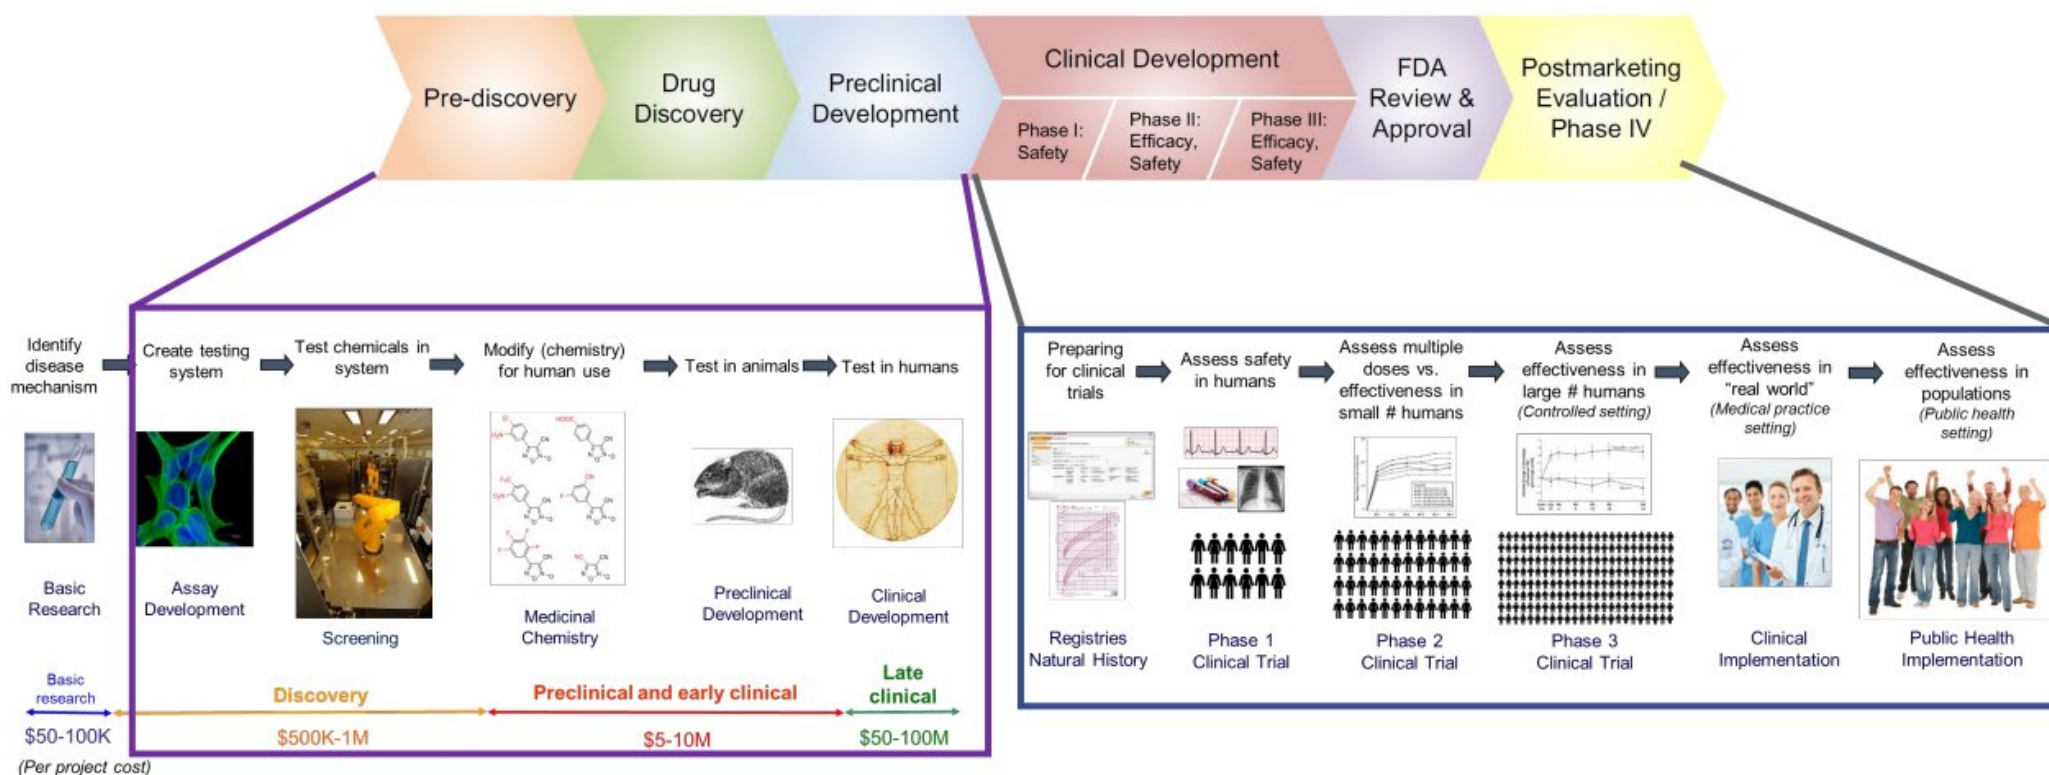 Pre-discovery
Drug
Discovery
Preclinical
Development
Clinical Development
Phase I:
Safety
Phase II:
Efficacy,
Safety
Phase III:
Efficacy,
Safety
FDA
Review &
Approval
Postmarketing
Evaluation /
Phase IV
Identify
disease
mechanism
Create testing
system
Test chemicals in
system
Modify (chemistry)
for human use
Test in animals
Test in humans
Basic
Research
Assay
Development
Screening
Medicinal
Chemistry
Preclinical
Development
Clinical
Development
Basic
research
Discovery
Preclinical and early clinical
Late
clinical
$50-100K
$500K-1M
$5-10M
$50-100M
(Per project cost)
Preparing
for clinical
trials
Assess safety
in humans
Assess multiple
doses vs.
effectiveness in
small # humans
Assess
effectiveness in
large # humans
(Controlled setting)
Assess
effectiveness in
“real world”
(Medical practice
setting)
Assess
effectiveness in
populations
(Public health
setting)
Registries
Natural History
Phase 1
Clinical Trial
Phase 2
Clinical Trial
Phase 3
Clinical Trial
Clinical
Implementation
Public Health
Implementation